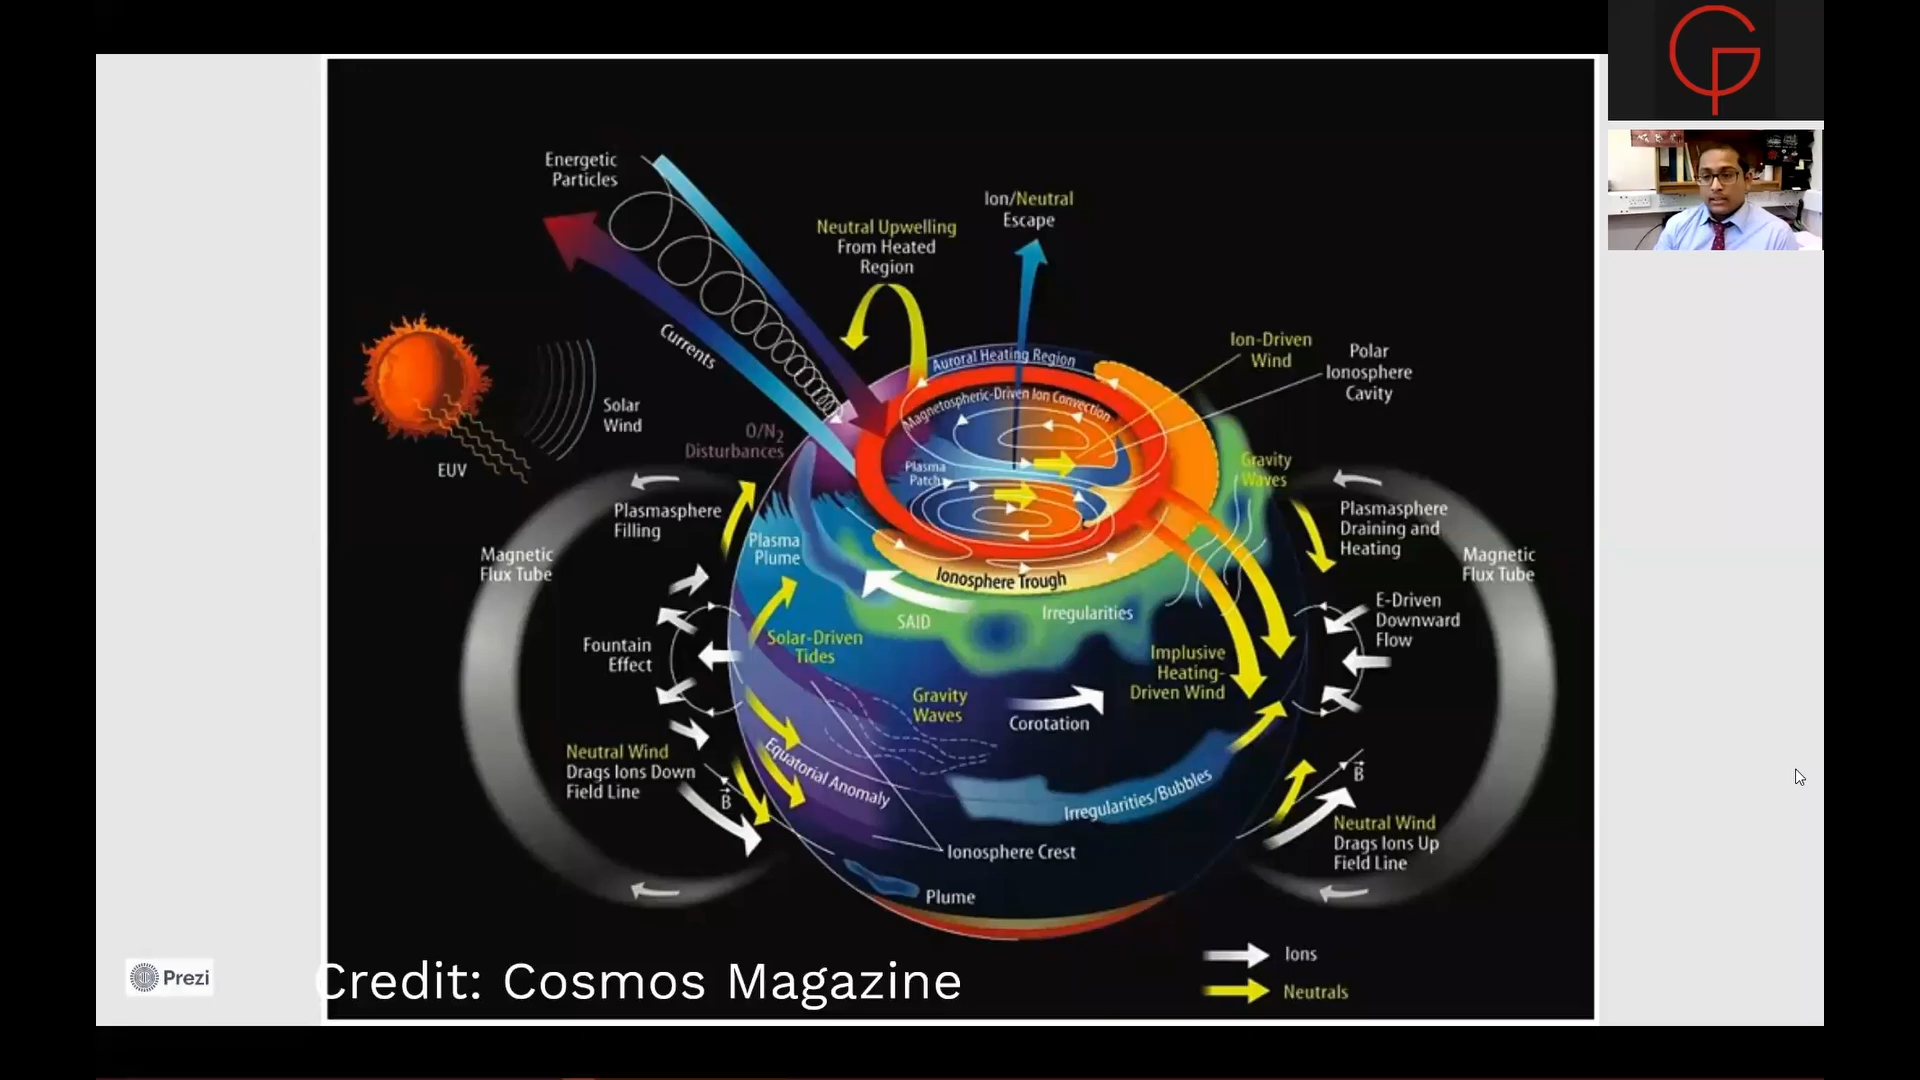 Energetic
Particles
Ion/Neutral
Escape
Neutral Upwelling
From Heated
Region
Currents
Auroral Heating Region
Ion-Driven
Wind
Polar
Ionosphere
Cavity
Magnetospheric-Driven Ion Convection
Solar
Wind
EUV
O/N2
Disturbances
Plasma
Patch
Gravity
Waves
Plasmasphere
Filling
Plasmasphere
Draining and
Heating
Magnetic
Flux Tube
Plasma
Plume
Magnetic
Flux Tube
Ionosphere Trough
SAID
Irregularities
E-Driven
Downward
Flow
Fountain
Effect
Solar-Driven
Tides
Implusive
Heating-
Driven Wind
Gravity
Waves
Corotation
Neutral Wind
Drags Ions Down
Field Line
B
Equatorial Anomaly
Irregularities/Bubbles
B
Neutral Wind
Drags Ions Up
Field Line
Ionosphere Crest
Plume
Ions
Neutrals
Prezi
Credit: Cosmos Magazine